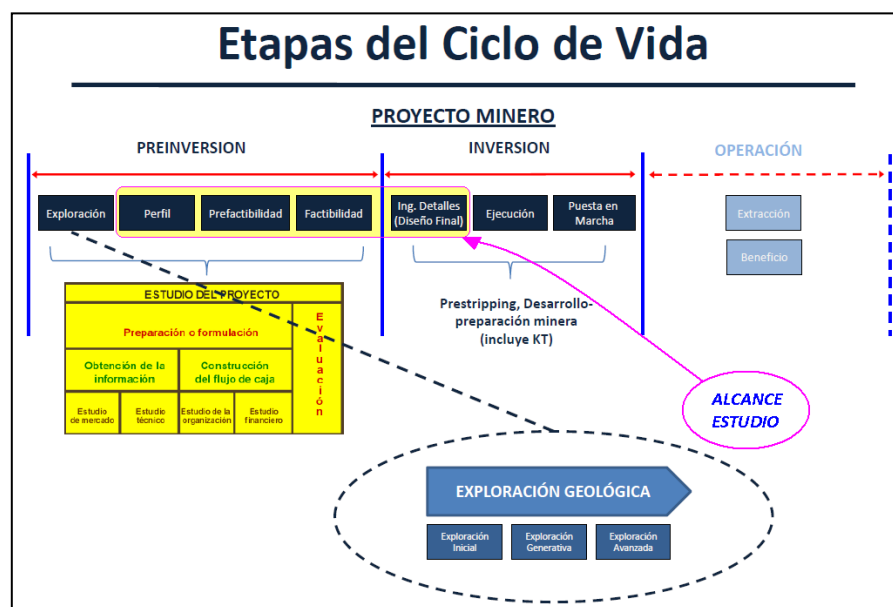 Etapas del Ciclo de Vida
PROYECTO MINERO
PREINVERSION
INVERSION
OPERACIÓN
Exploración
Perfil
Prefactibilidad
Factibilidad
Ing. Detalles
(Diseño Final)
Ejecución
Puesta en
Marcha
Extracción
Beneficio
ESTUDIO DEL PROYECTO
Preparación o formulación
Evaluación
Obtención de la
información
Construcción
del flujo de caja
Estudio
de mercado
Estudio
técnico
Estudio de la
organización
Estudio
financiero
Prestripping, Desarrollo-
preparación minera
(incluye KT)
ALCANCE
ESTUDIO
EXPLORACIÓN GEOLÓGICA
Exploración
Inicial
Exploración
Generativa
Exploración
Avanzada